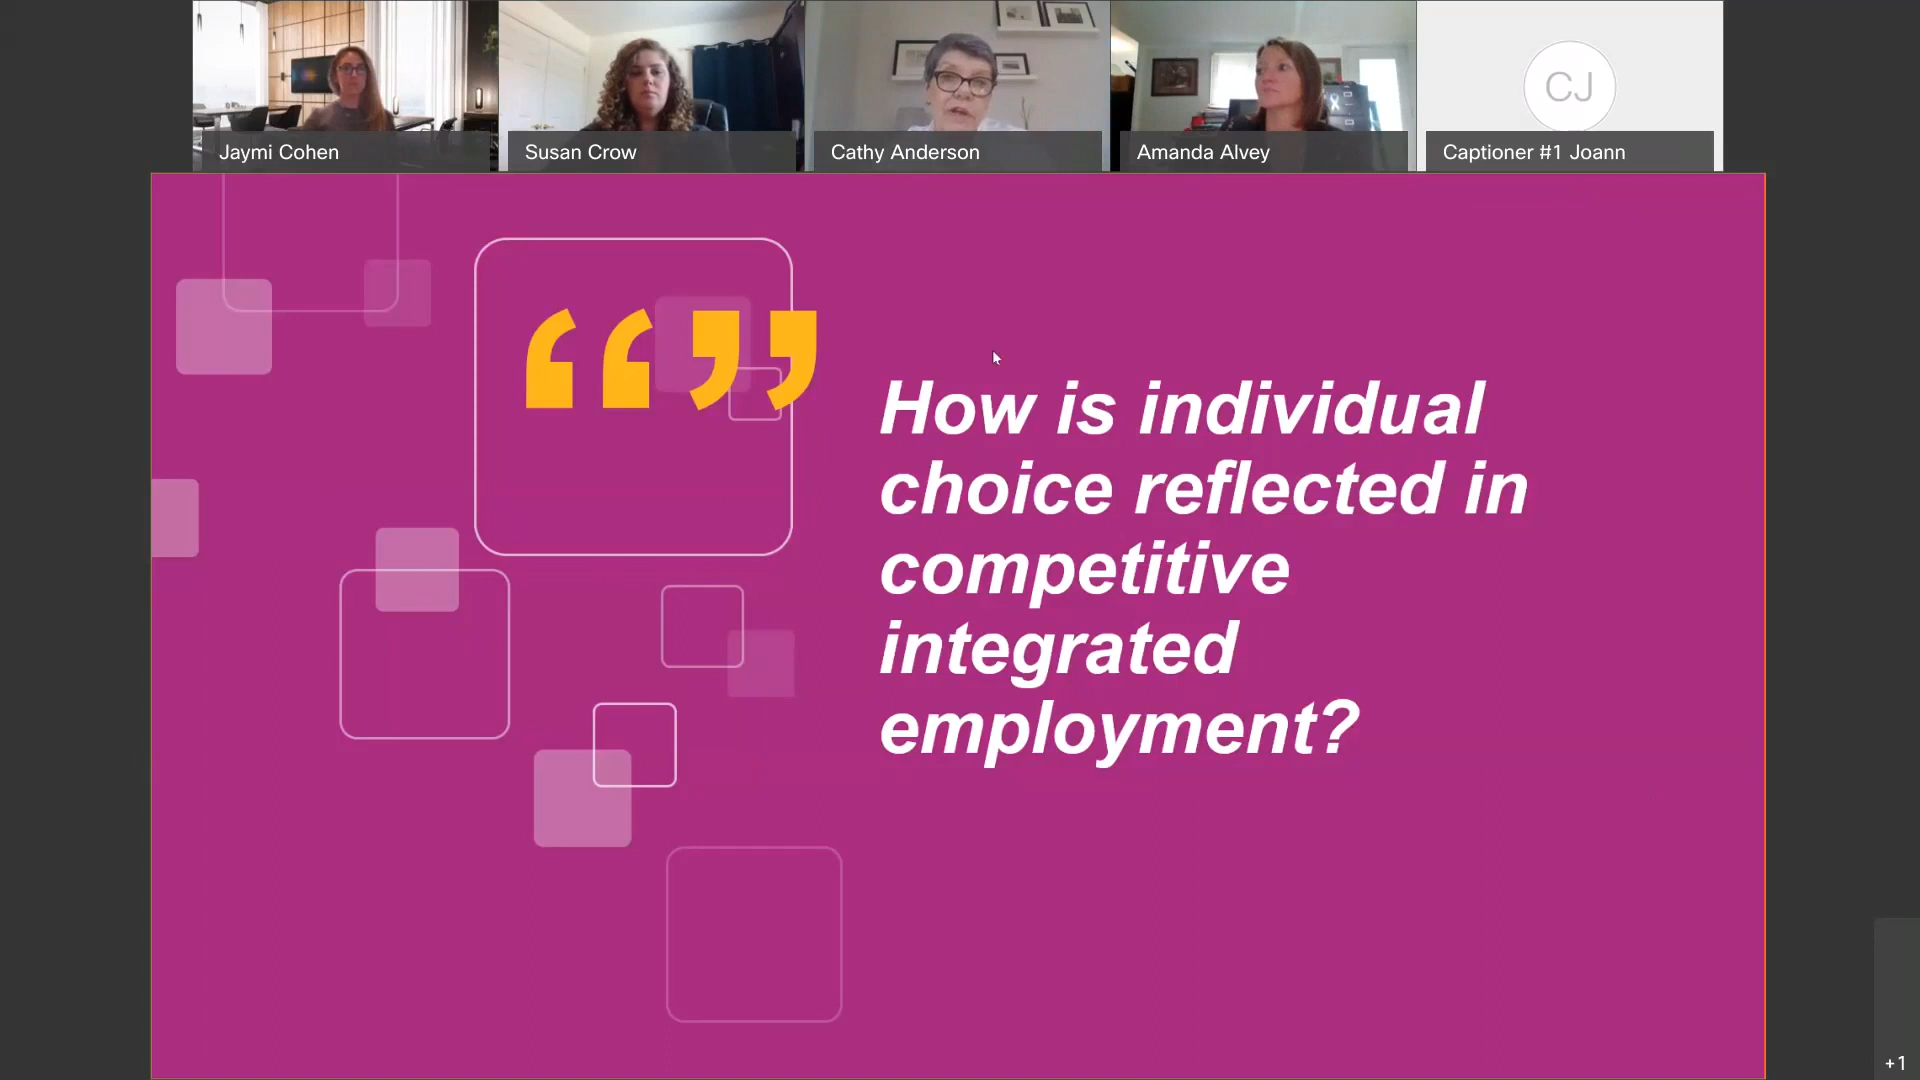 Jaymi Cohen
Susan Crow
Cathy Anderson
Amanda Alvey
CJ
Captioner #1 Joann
“ ”
How is individual
choice reflected in
competitive
integrated
employment?
+1